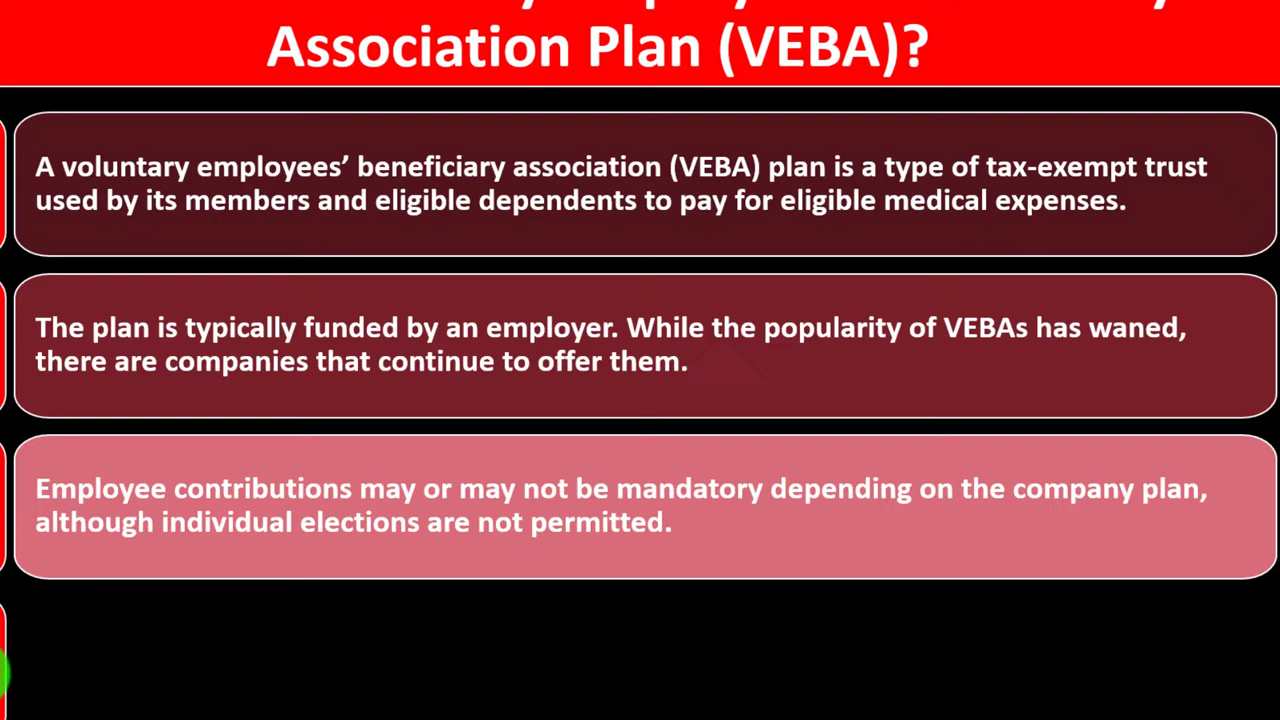 Association Plan (VEBA)?
A voluntary employees’ beneficiary association (VEBA) plan is a type of tax-exempt trust
used by its members and eligible dependents to pay for eligible medical expenses.
The plan is typically funded by an employer. While the popularity of VEBAs has waned,
there are companies that continue to offer them.
Employee contributions may or may not be mandatory depending on the company plan,
although individual elections are not permitted.